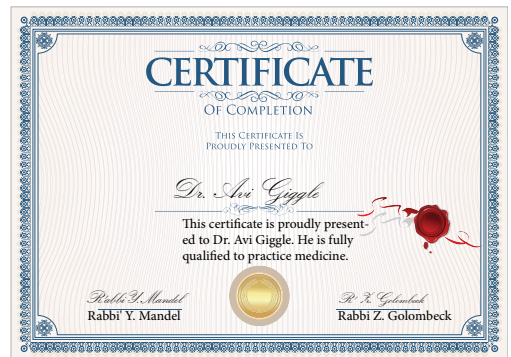 CERTIFICATE
OF COMPLETION
THIS CERTIFICATE IS
PROUDLY PRESENTED TO
Dr. Avi Giggle
This certificate is proudly present-
ed to Dr. Avi Giggle. He is fully
qualified to practice medicine.
Rabbi Y. Mandel
Rabbi' Y. Mandel
R' Z. Golembeck
Rabbi Z. Golombeck